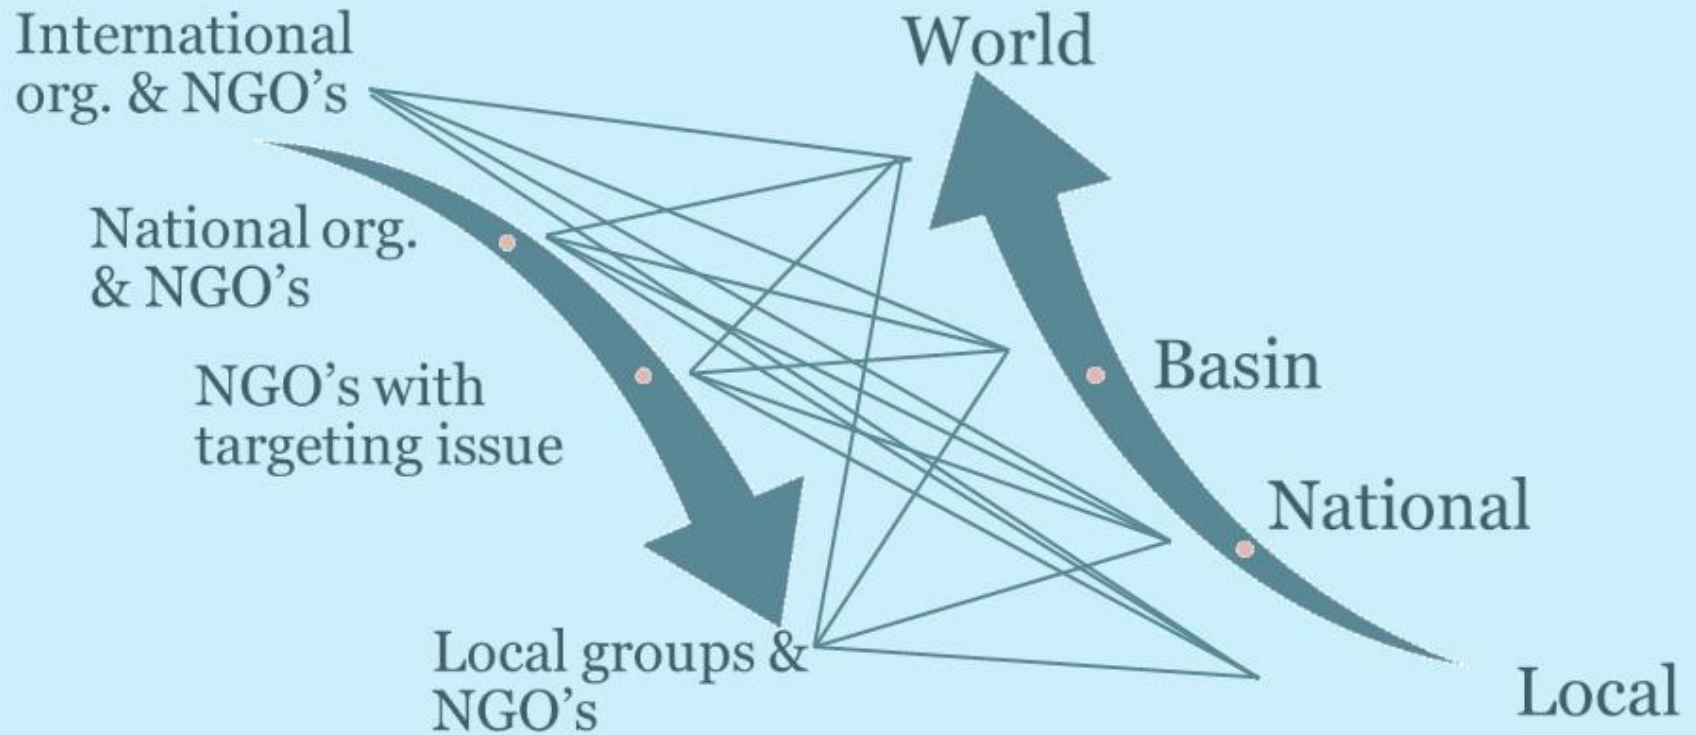 International
org. & NGO’s
National org.
& NGO’s
NGO’s with
targeting issue
Local groups &
NGO’s
World
Basin
National
Local